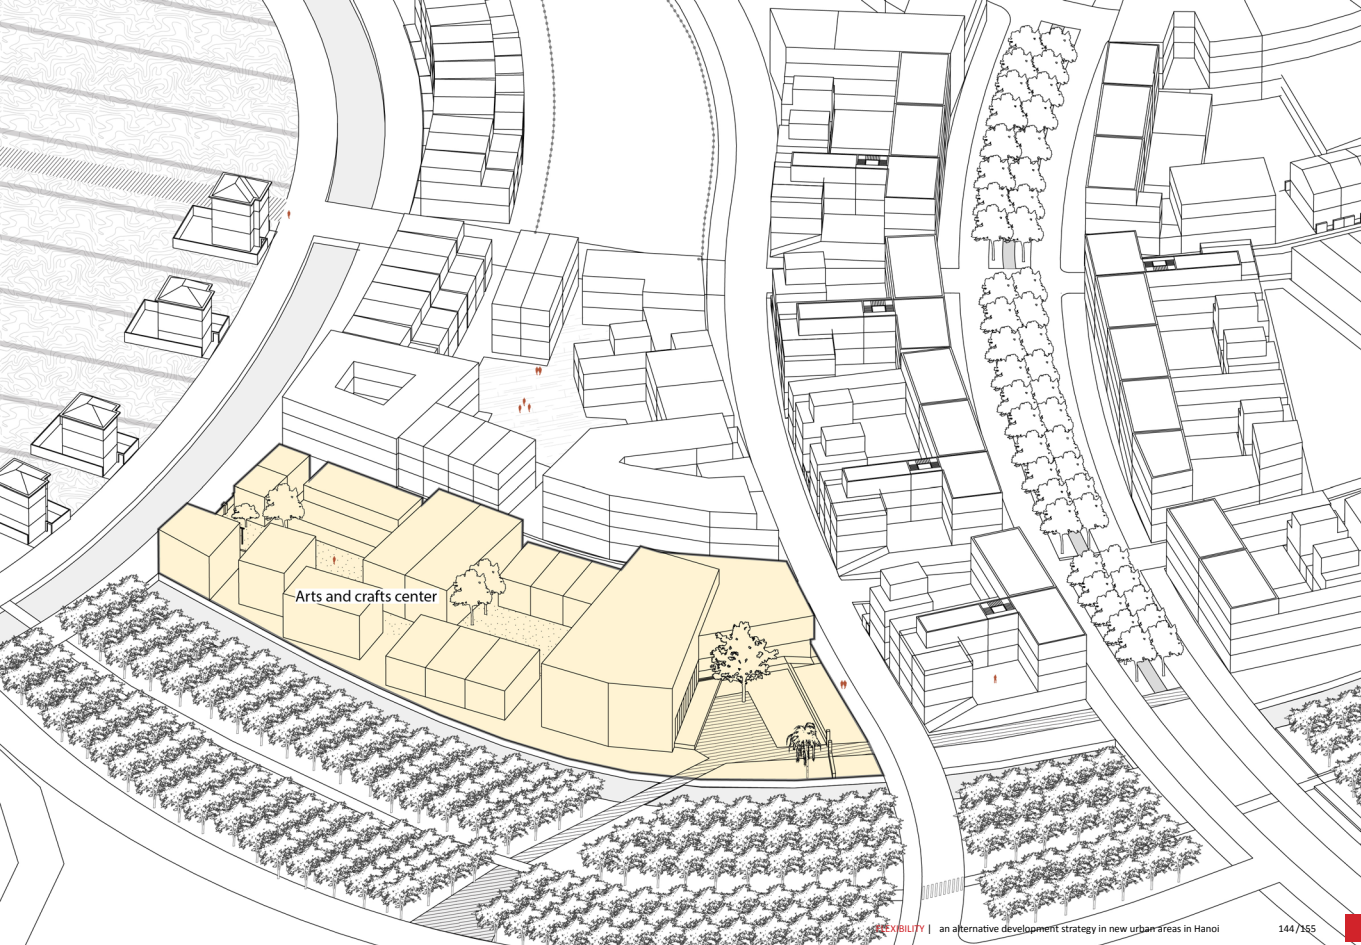 Arts and crafts center
FLEXIBILITY | an alternative development strategy in new urban areas in Hanoi 144/155